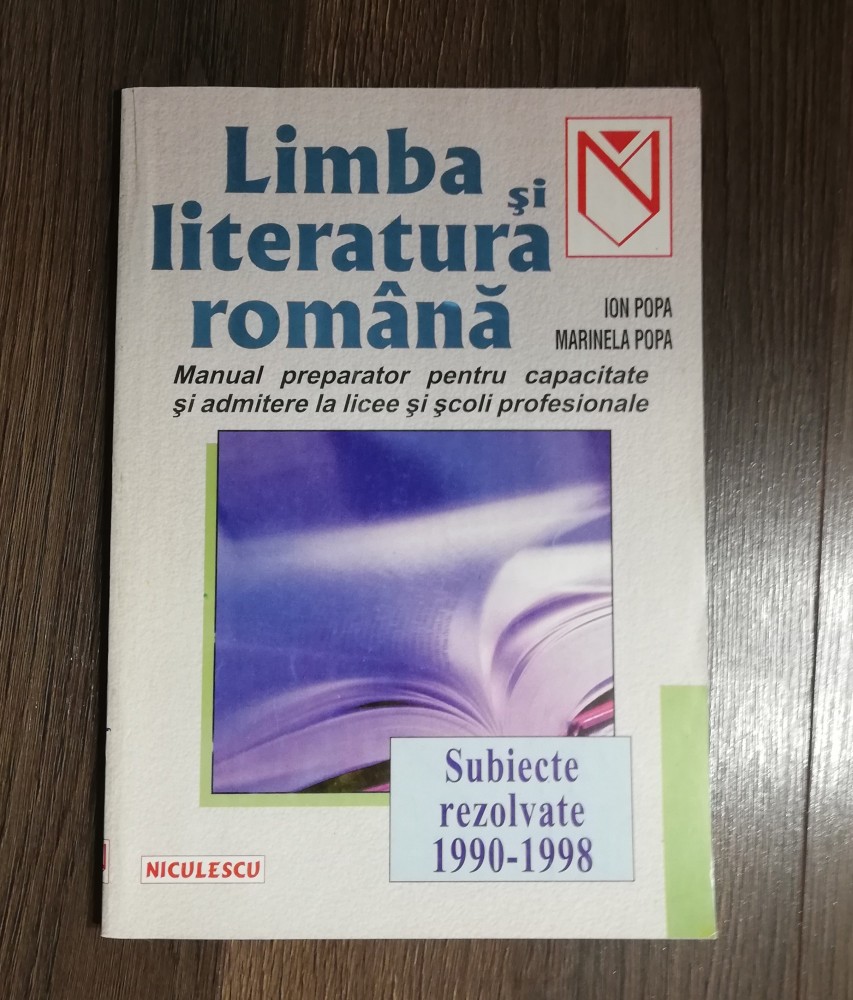 Limba
şi
literatura
română
ION POPA
MARINELA POPA
Manual preparator pentru capacitate
şi admitere la licee şi şcoli profesionale
Subiecte
rezolvate
1990-1998
NICULESCU